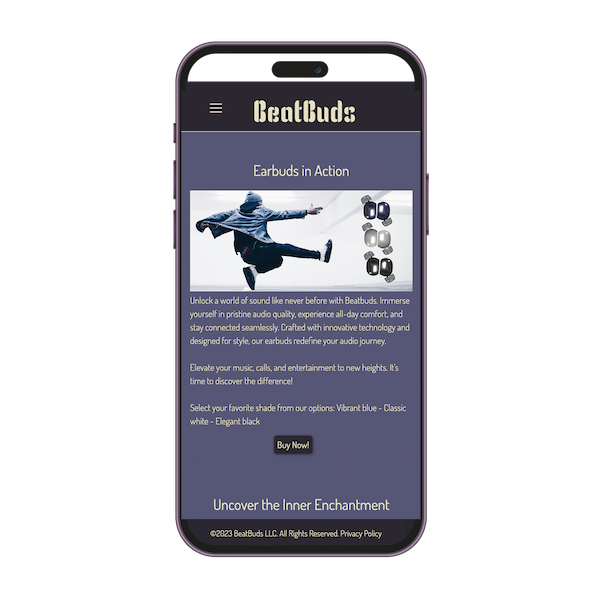 BeatBuds
Earbuds in Action
Unlock a world of sound like never before with Beatbuds. Immerse
yourself in pristine audio quality, experience all-day comfort, and
stay connected seamlessly. Crafted with innovative technology and
designed for style, our earbuds redefine your audio journey.
Elevate your music, calls, and entertainment to new heights. It's
time to discover the difference!
Select your favorite shade from our options: Vibrant blue - Classic
white - Elegant black
Buy Now!
Uncover the Inner Enchantment
©2023 BeatBuds LLC. All Rights Reserved. Privacy Policy